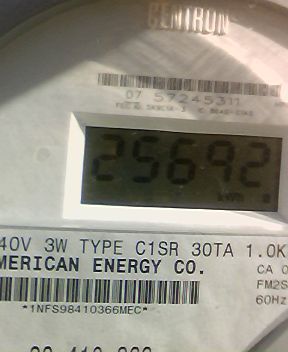 CENTRON
07 57245311
25692
kWh
40V 3W TYPE C1SR 30TA 1.0K
MERICAN ENERGY CO.
CA 0
FM2S
60Hz
*1NFS98410366MEC*